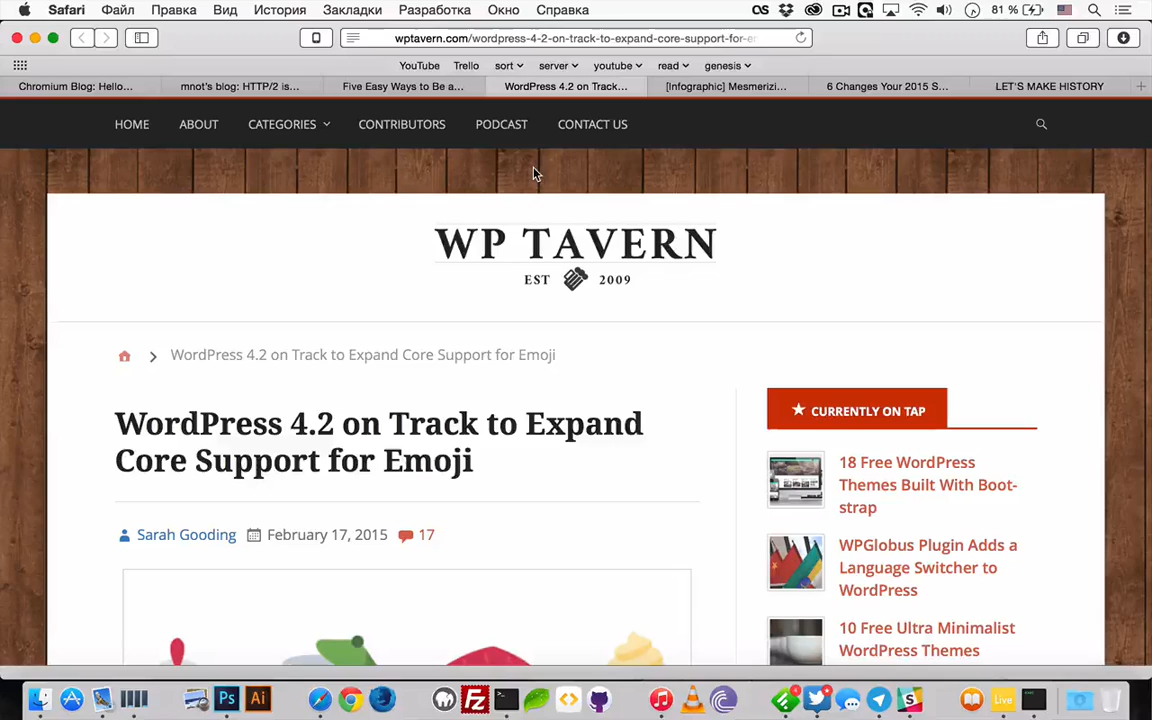 Сафари Файл Правка Вид История Закладки Разработка Окно Справка 81 %
wptavern.com/wordpress-4-2-on-track-to-expand-core-support-for-e
YouTube Trello sort server youtube read genesis
Chromium Blog: Hello... mnot's blog: HTTP/2 is... Five Easy Ways to Be a... WordPress 4.2 on Track... [Infographic] Mesmerizi... 6 Changes Your 2015 S... LET'S MAKE HISTORY
HOME ABOUT CATEGORIES CONTRIBUTORS PODCAST CONTACT US
WP TAVERN
EST 2009
WordPress 4.2 on Track to Expand Core Support for Emoji
WordPress 4.2 on Track to Expand
Core Support for Emoji
Sarah Gooding February 17, 2015 17
CURRENTLY ON TAP
18 Free WordPress
Themes Built With Boot-
strap
WPGlobus Plugin Adds a
Language Switcher to
WordPress
10 Free Ultra Minimalist
WordPress Themes
Ps Ai Fz Live